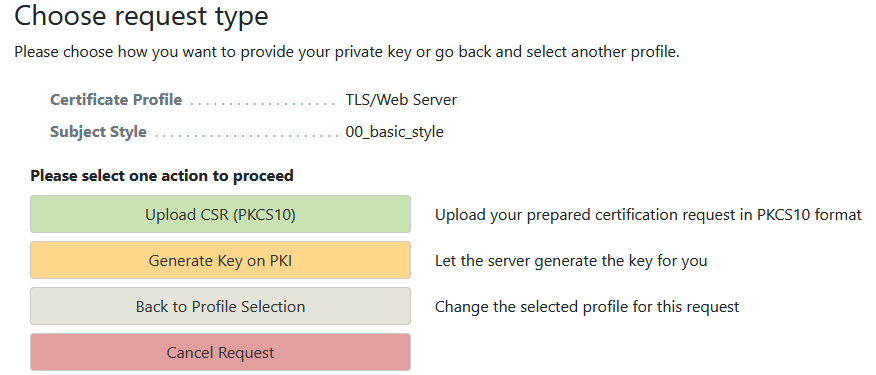 Choose request type
Please choose how you want to provide your private key or go back and select another profile.
Certificate Profile . . . . . . . . . . . . . . . . . . . TLS/Web Server
Subject Style . . . . . . . . . . . . . . . . . . . . . . . . 00_basic_style
Please select one action to proceed
Upload CSR (PKCS10) Upload your prepared certification request in PKCS10 format
Generate Key on PKI Let the server generate the key for you
Back to Profile Selection Change the selected profile for this request
Cancel Request